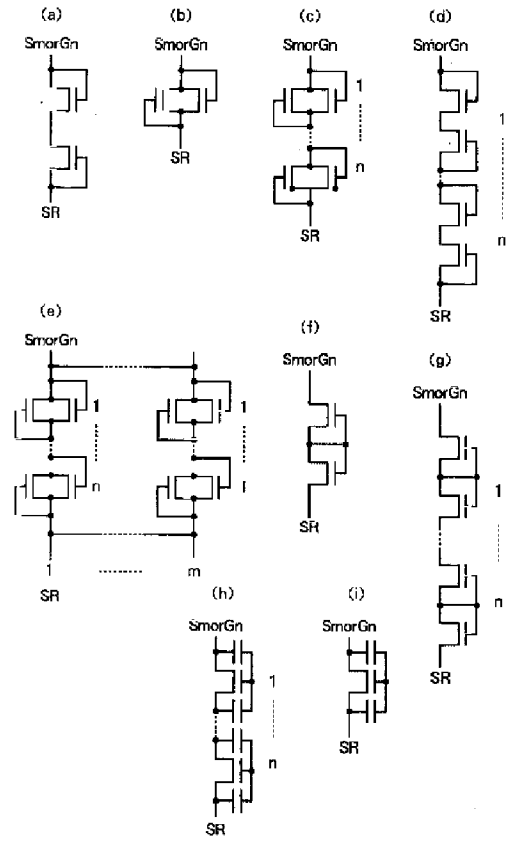 (a)
SmorGn
SR
(b)
SmorGn
SR
(c)
SmorGn
1
n
SR
(d)
SmorGn
1
n
SR
(e)
SmorGn
1
n
1
l
1
m
SR
(f)
SmorGn
SR
(g)
SmorGn
1
n
SR
(h)
SmorGn
1
n
SR
(i)
SmorGn
SR